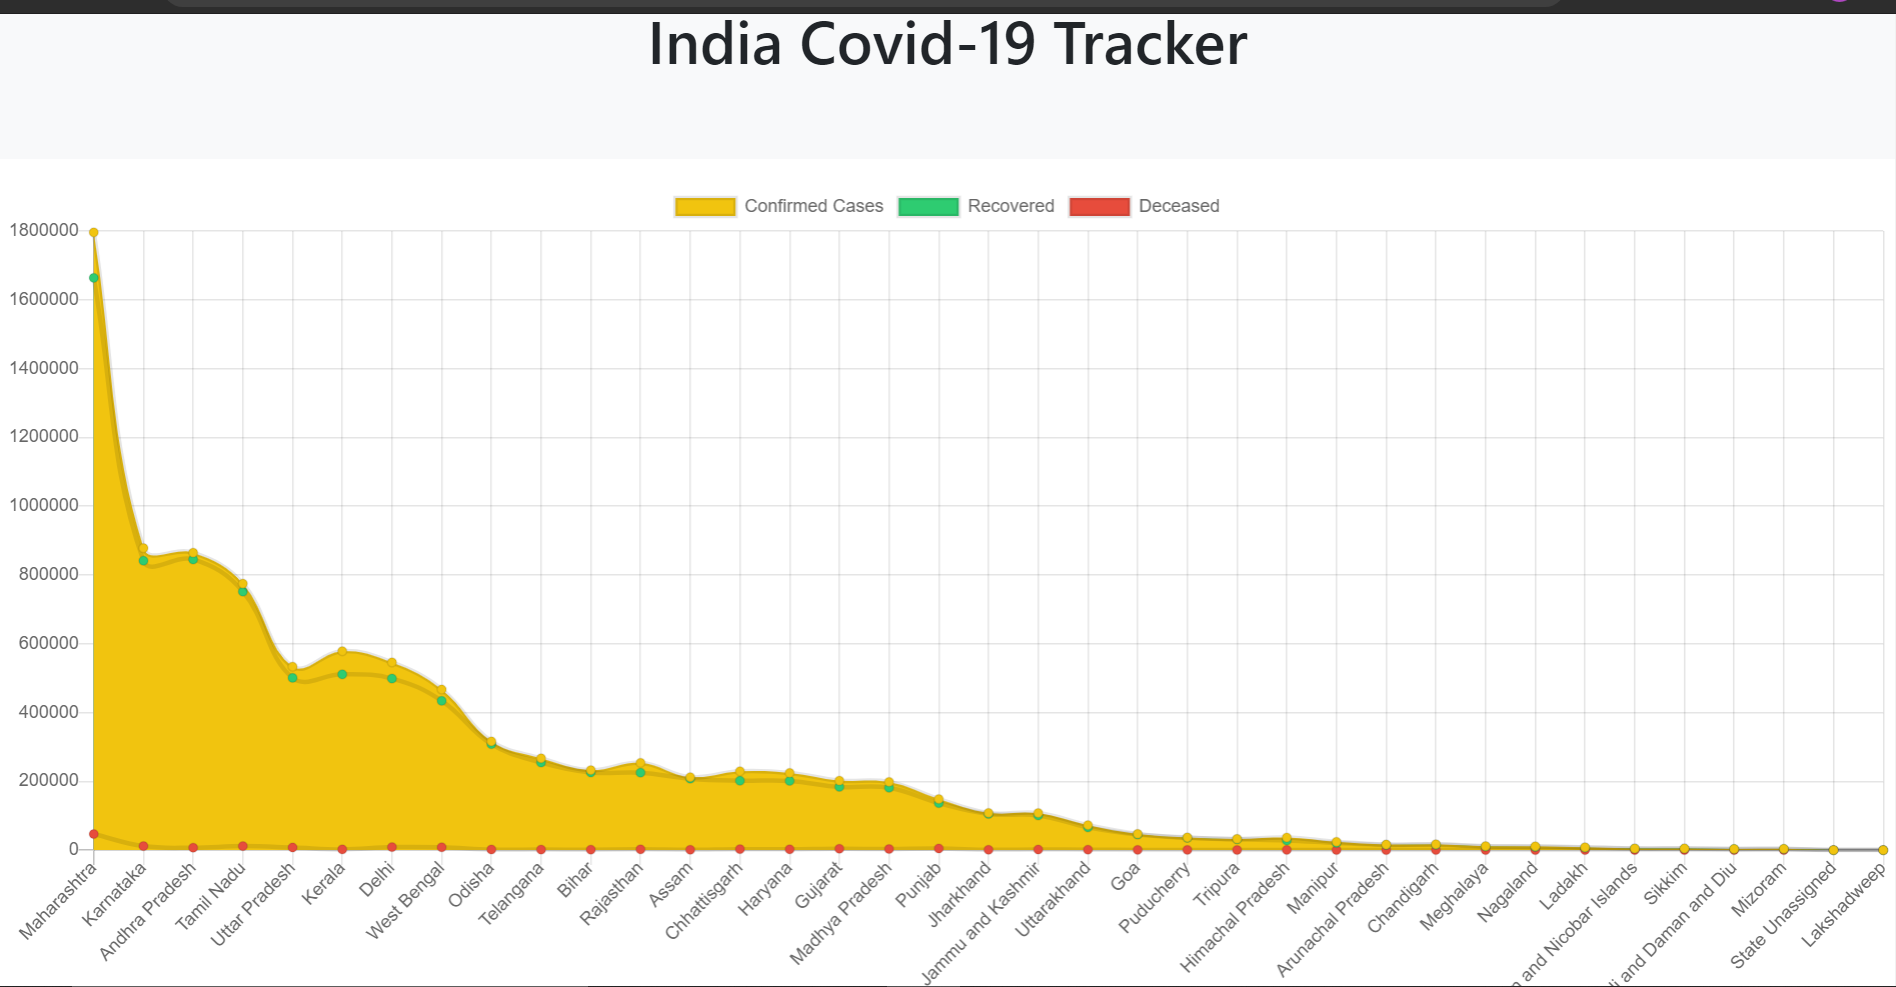 India Covid-19 Tracker
Confirmed Cases Recovered Deceased
1800000
1600000
1400000
1200000
1000000
800000
600000
400000
200000
0
Maharashtra
Karnataka
Andhra Pradesh
Tamil Nadu
Uttar Pradesh
Kerala
Delhi
West Bengal
Odisha
Telangana
Bihar
Rajasthan
Assam
Chhattisgarh
Haryana
Gujarat
Madhya Pradesh
Punjab
Jharkhand
Jammu and Kashmir
Uttarakhand
Goa
Puducherry
Tripura
Himachal Pradesh
Manipur
Arunachal Pradesh
Chandigarh
Meghalaya
Nagaland
Ladakh
and Nicobar Islands
Sikkim
and Daman and Diu
Mizoram
State Unassigned
Lakshadweep